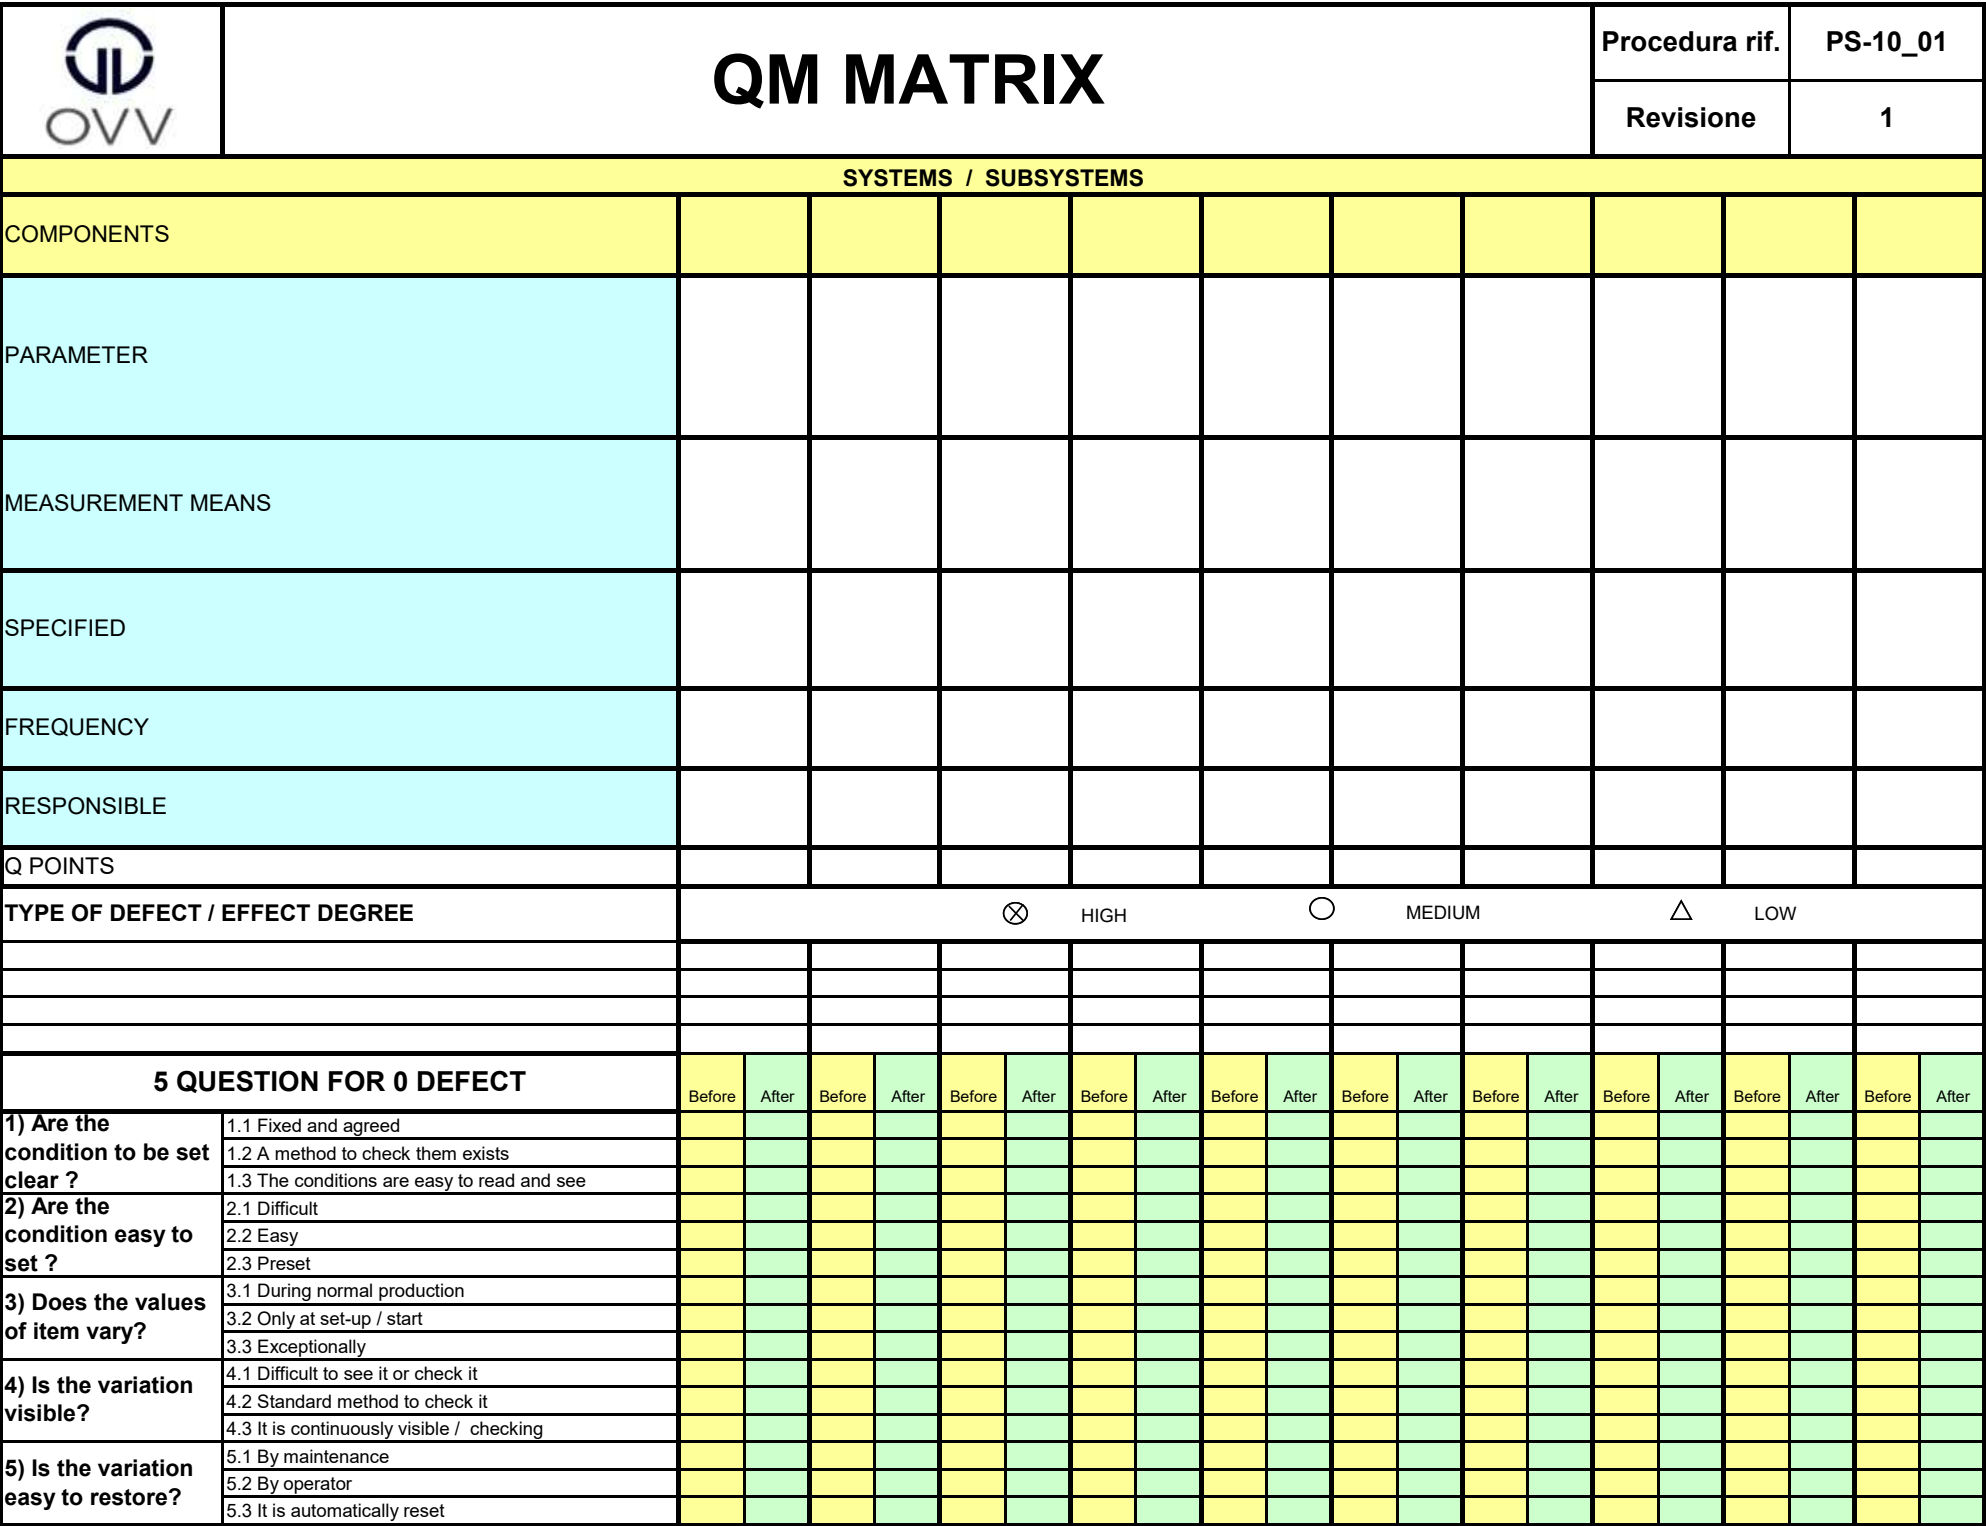 OVV
QM MATRIX
Procedura rif. PS-10_01
Revisione 1
SYSTEMS / SUBSYSTEMS
COMPONENTS
PARAMETER
MEASUREMENT MEANS
SPECIFIED
FREQUENCY
RESPONSIBLE
Q POINTS
TYPE OF DEFECT / EFFECT DEGREE HIGH MEDIUM LOW
5 QUESTION FOR 0 DEFECT Before After Before After Before After Before After Before After Before After Before After Before After Before After Before After
1) Are the
condition to be set
clear ?
1.1 Fixed and agreed
1.2 A method to check them exists
1.3 The conditions are easy to read and see
2) Are the
condition easy to
set ?
2.1 Difficult
2.2 Easy
2.3 Preset
3) Does the values
of item vary?
3.1 During normal production
3.2 Only at set-up / start
3.3 Exceptionally
4) Is the variation
visible?
4.1 Difficult to see it or check it
4.2 Standard method to check it
4.3 It is continuously visible / checking
5) Is the variation
easy to restore?
5.1 By maintenance
5.2 By operator
5.3 It is automatically reset